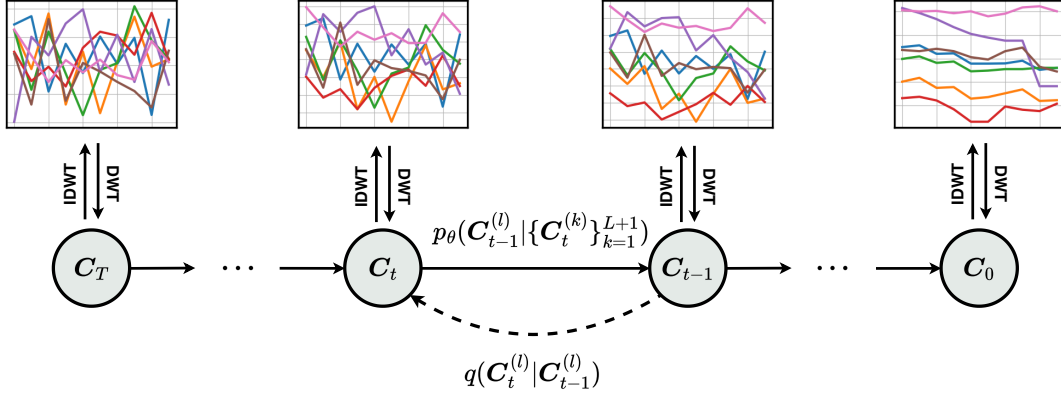 IDWT DWT IDWT DWT IDWT DWT IDWT DWT
p_θ(C_{t-1}^{(l)}|{C_t^{(k)}}_{k=1}^{L+1})
C_T ··· C_t C_{t-1} ··· C_0
q(C_t^{(l)}|C_{t-1}^{(l)})